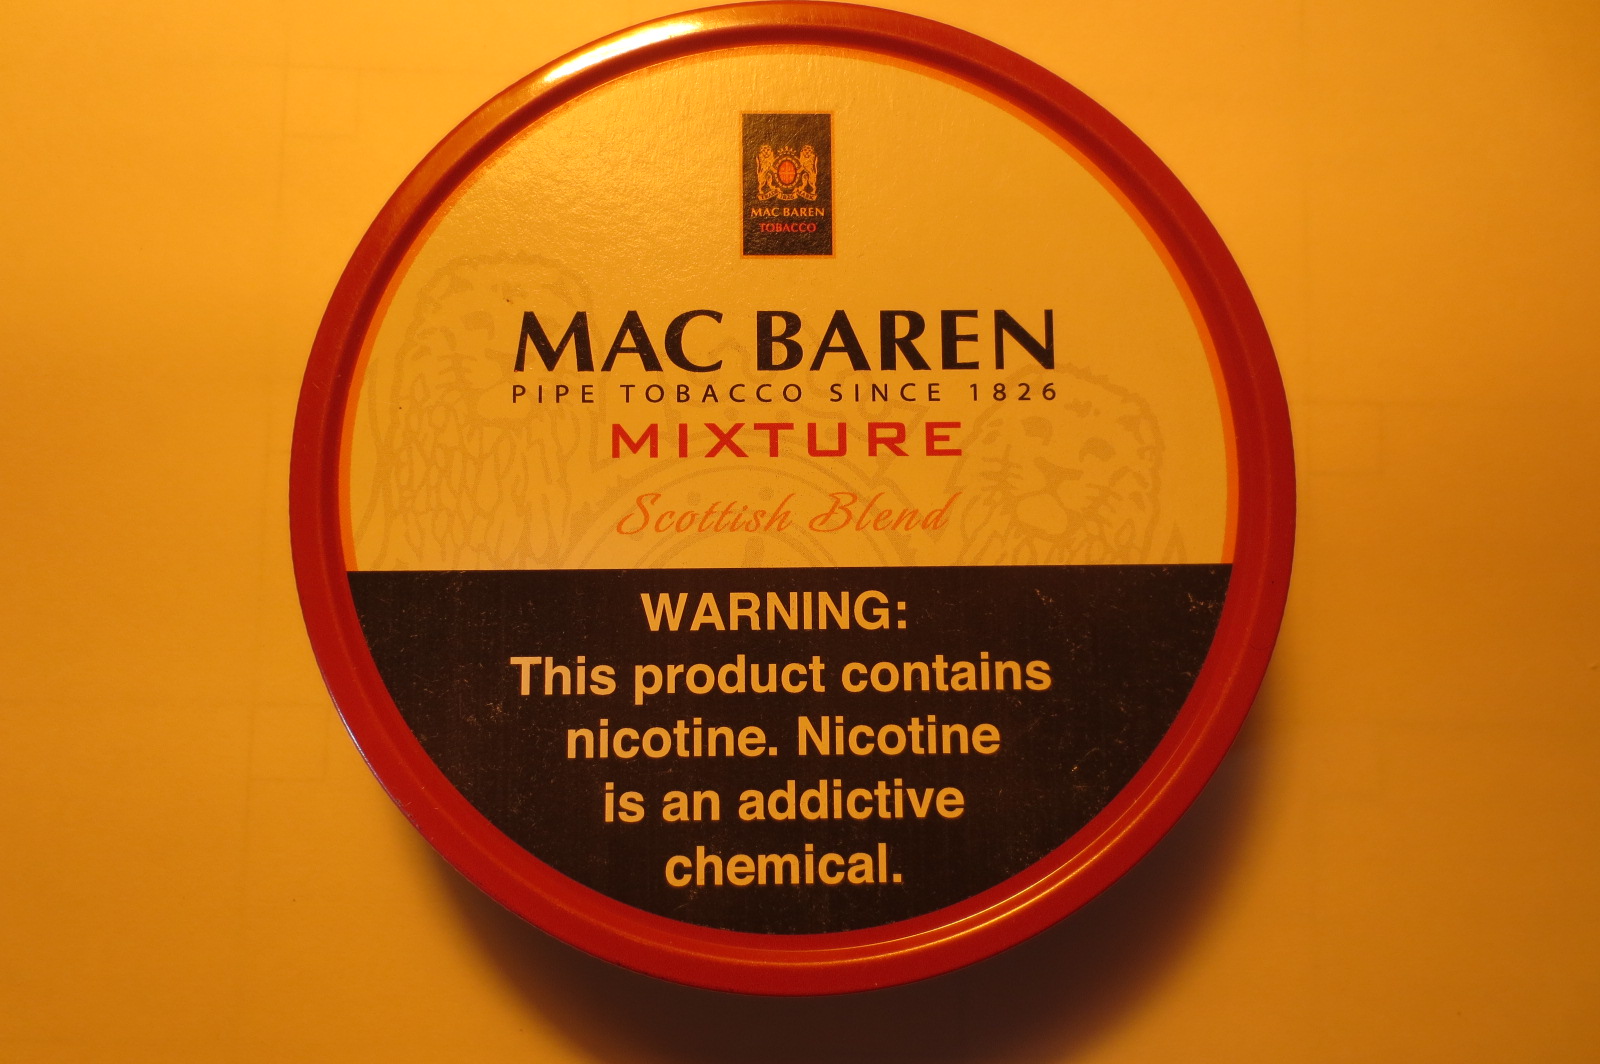 MAC BAREN
TOBACCO
MAC BAREN
PIPE TOBACCO SINCE 1826
MIXTURE
Scottish Blend
WARNING:
This product contains
nicotine. Nicotine
is an addictive
chemical.